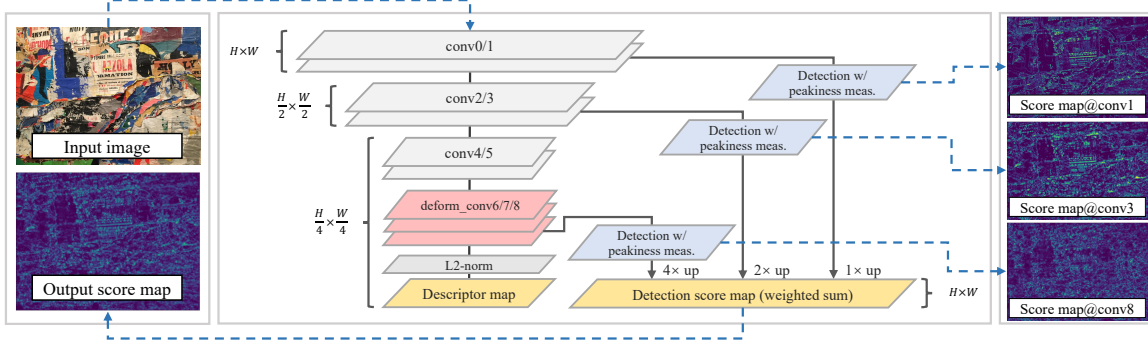 AZZOLA
Input image
Output score map
H×W
conv0/1
H/2 × W/2
conv2/3
H/4 × W/4
conv4/5
deform_conv6/7/8
L2-norm
Descriptor map
Detection w/
peakiness meas.
Detection w/
peakiness meas.
Detection w/
peakiness meas.
4× up
2× up
1× up
Detection score map (weighted sum)
H×W
Score map@conv1
Score map@conv3
Score map@conv8